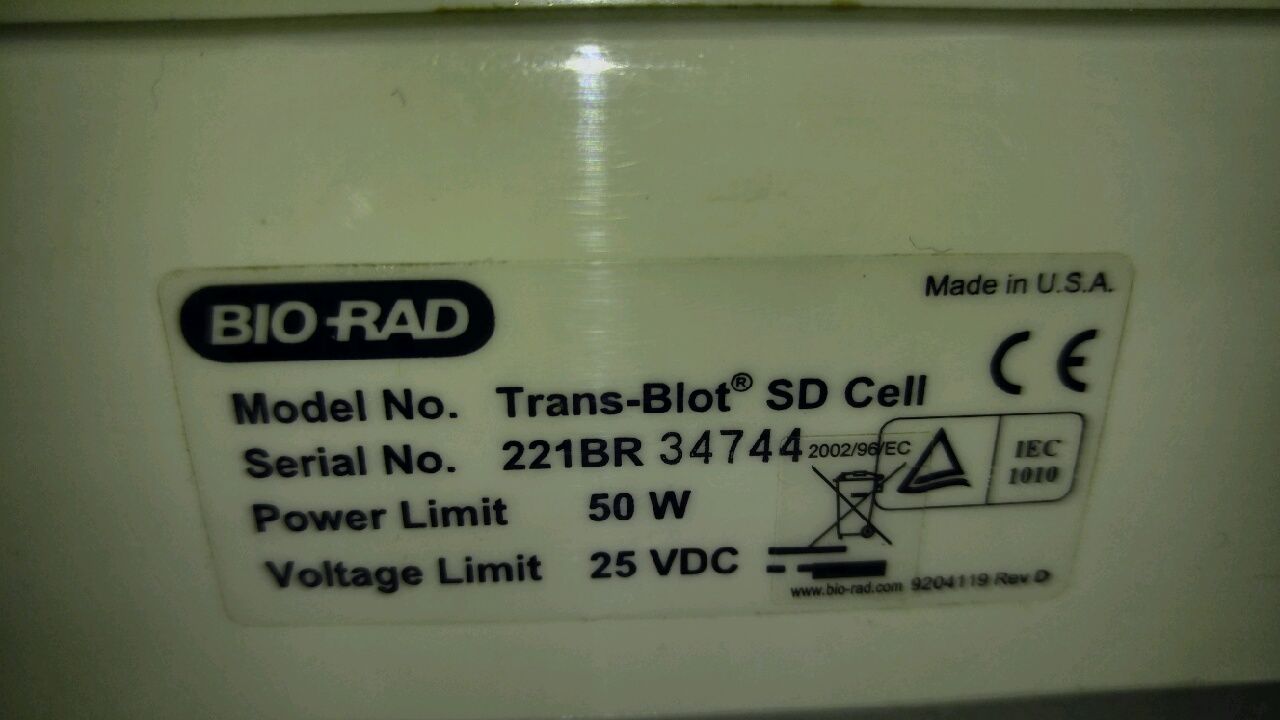 BIO-RAD
Made in U.S.A.
CE
Model No. Trans-Blot® SD Cell
Serial No. 221BR 34744
2002/96/EC
IEC
1010
Power Limit 50 W
Voltage Limit 25 VDC
www.bio-rad.com 9204119 Rev D